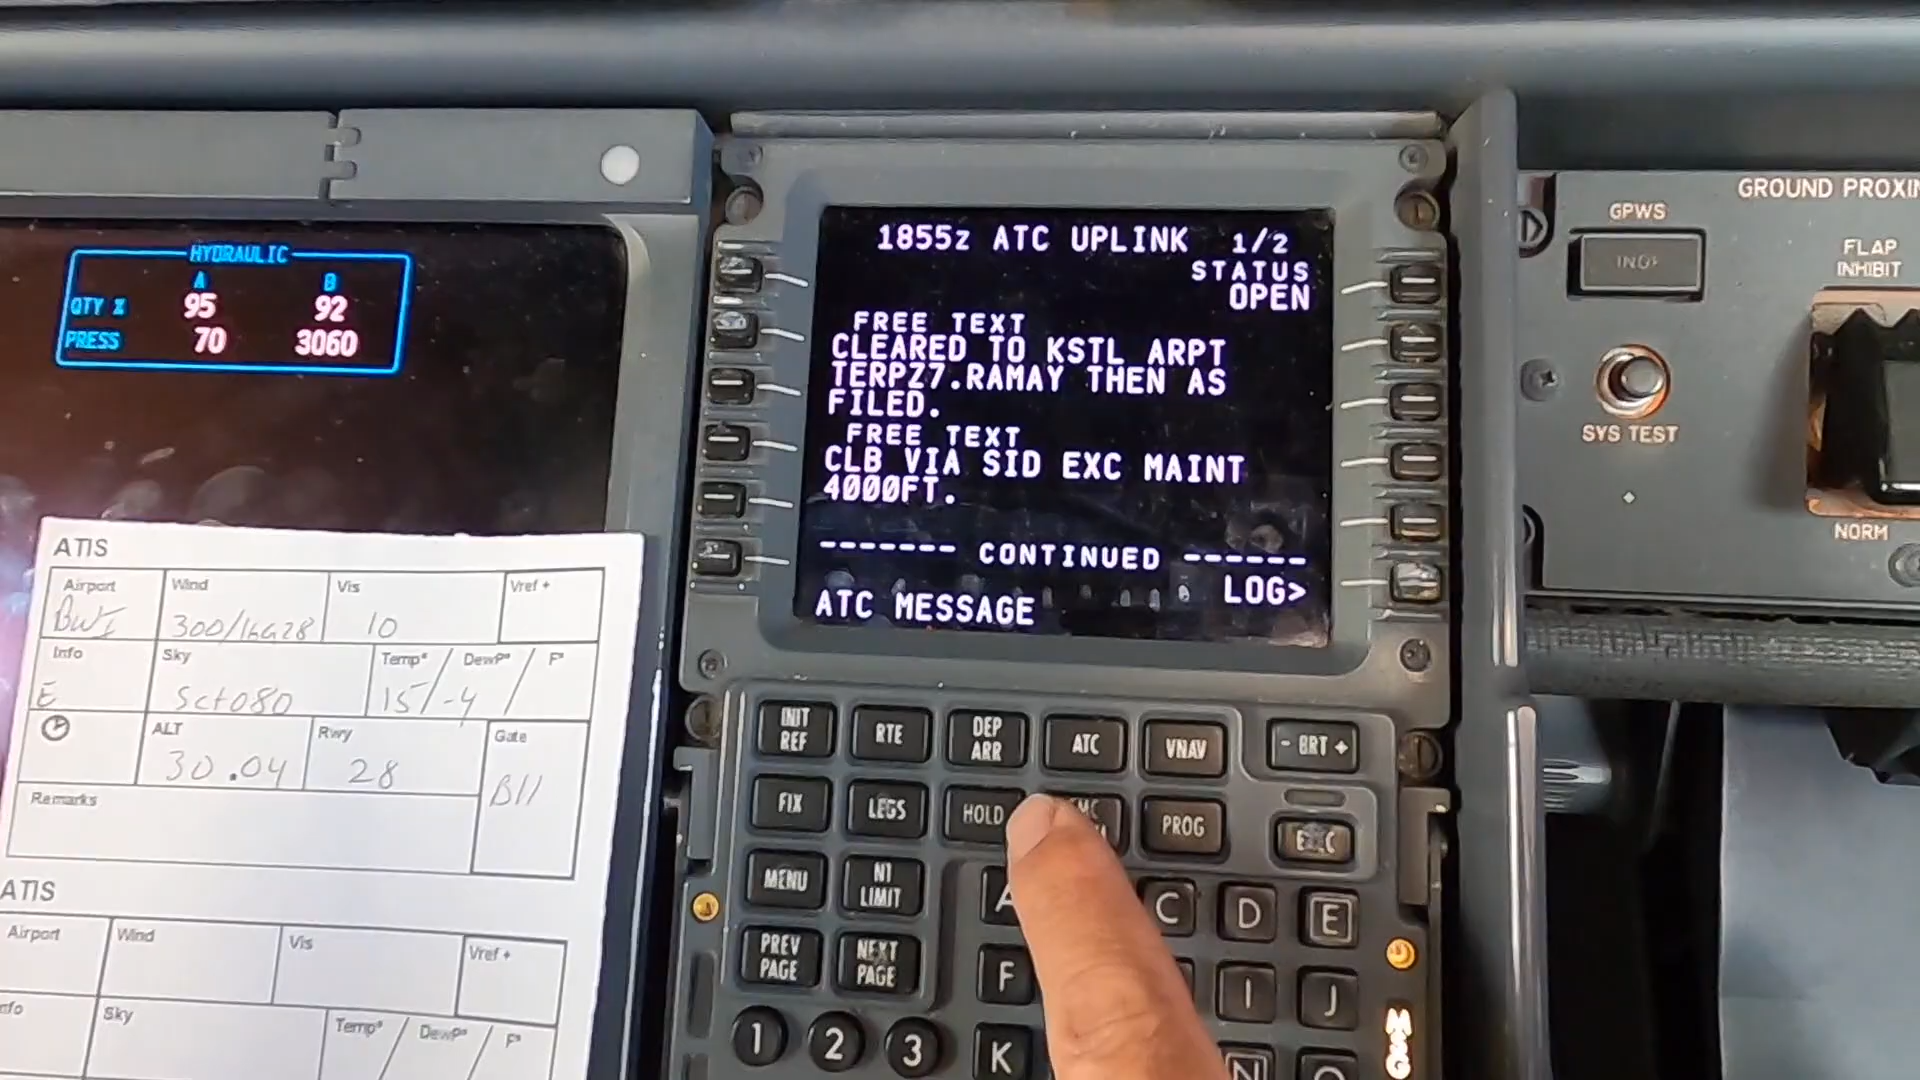 HYDRAULIC
A B
QTY % 95 92
PRESS 70 3060
1855z ATC UPLINK 1/2
STATUS
OPEN
FREE TEXT
CLEARED TO KSTL ARPT
TERPZ7.RAMAY THEN AS
FILED.
FREE TEXT
CLB VIA SID EXC MAINT
4000FT.
------- CONTINUED ------
LOG>
ATC MESSAGE
GROUND PROXI
GPWS
INOP
FLAP
INHIBIT
SYS TEST
NORM
ATIS
Airport Wind Vis Vref +
BWI 300/16G28 10
Info Sky Temp° DewP° F°
E Sct080 15/-4
ALT Rwy Gate
30.04 28 B11
Remarks
ATIS
Airport Wind Vis Vref +
nfo Sky Temp° DewP° F°
INIT
REF
RTE
DEP
ARR
ATC
VNAV
- BRT +
FIX
LEGS
HOLD
PROG
EXC
MENU
N1
LIMIT
PREV
PAGE
NEXT
PAGE
A C D E
F I J
1 2 3 K N O
MSG